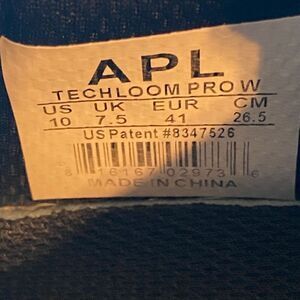 APL
TECHLOOM PRO W
US UK EUR CM
10 7.5 41 26.5
US Patent #8347526
8 16167 02973 6
MADE IN CHINA